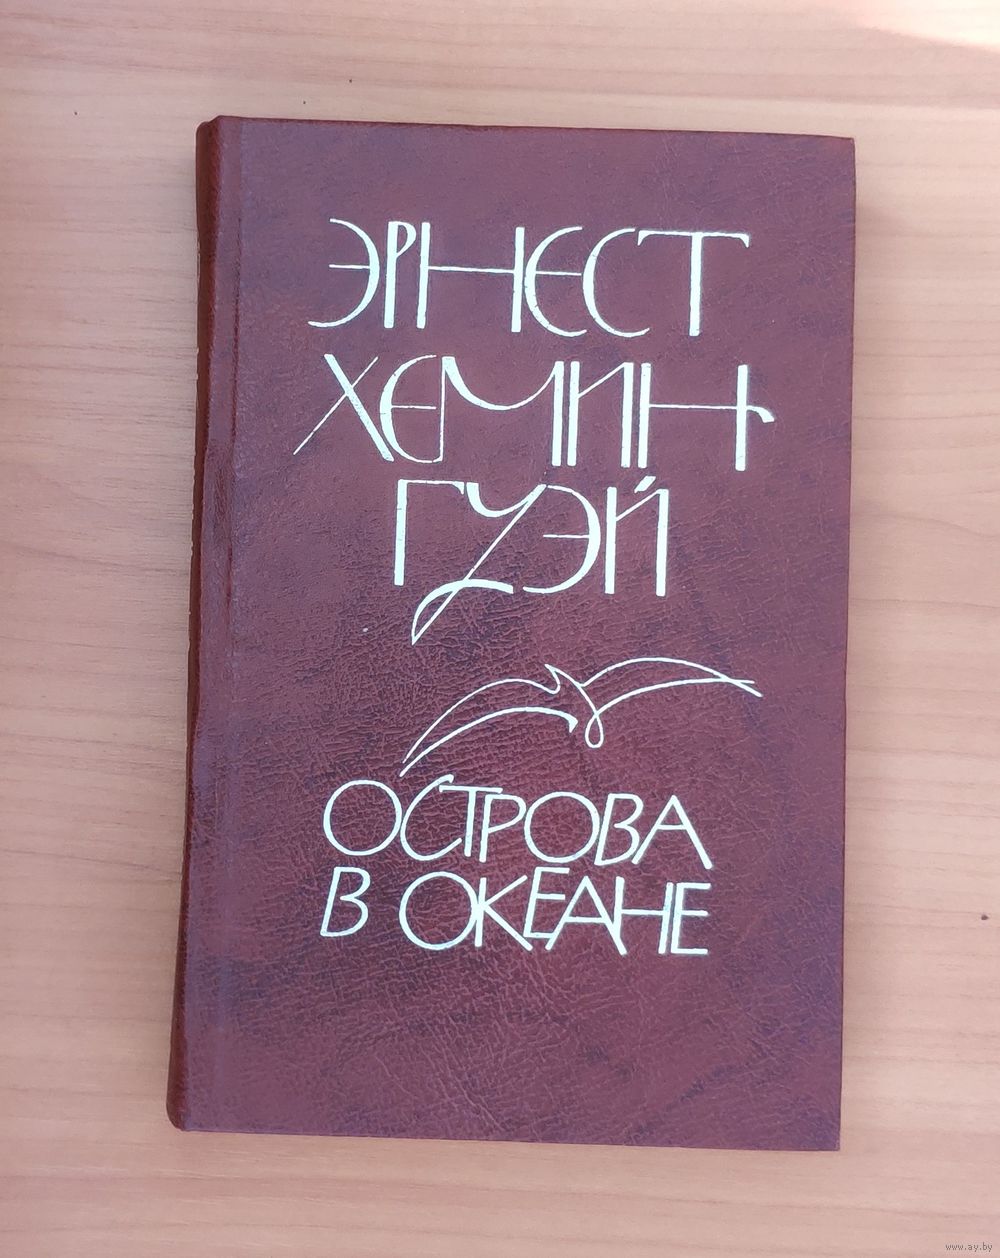 ЭРНЕСТ
ХЕМИН
ГУЭЙ
ОСТРОВА
В ОКЕАНЕ
www.ay.by